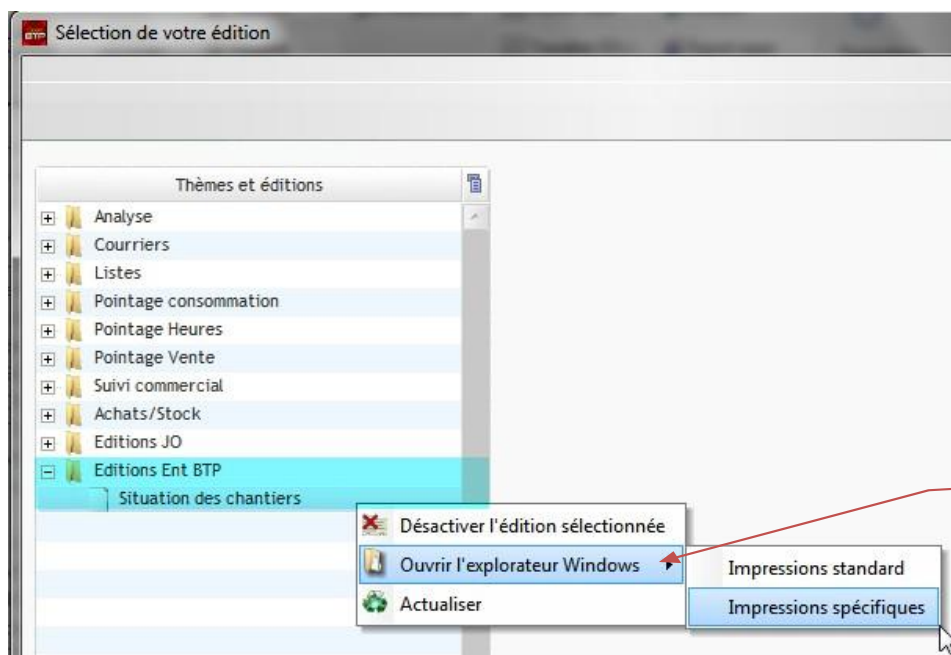 BTP
Sélection de votre édition
Thèmes et éditions
Analyse
Courriers
Listes
Pointage consommation
Pointage Heures
Pointage Vente
Suivi commercial
Achats/Stock
Editions JO
Editions Ent BTP
Situation des chantiers
Désactiver l'édition sélectionnée
Ouvrir l'explorateur Windows
Actualiser
Impressions standard
Impressions spécifiques